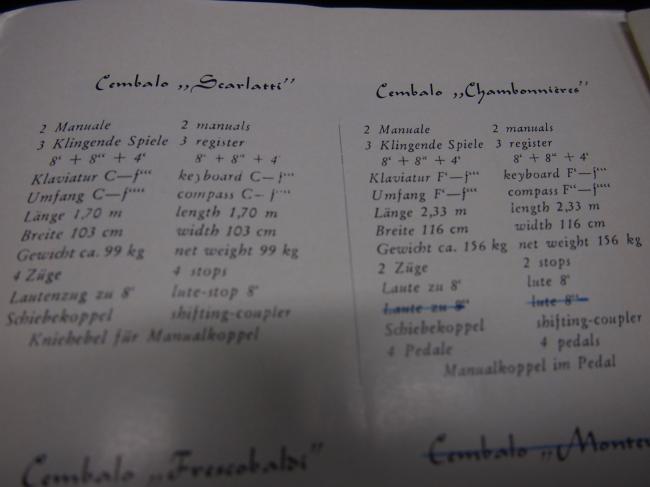 Cembalo „Scarlatti”
2 Manuale 2 manuals
3 Klingende Spiele 3 register
8‘ + 8‘‘ + 4‘ 8‘ + 8‘‘ + 4
Klaviatur C—f‘‘‘ keyboard C—f‘‘‘
Umfang C—f‘‘‘‘ compass C—f‘‘‘‘
Länge 1,70 m length 1,70 m
Breite 103 cm width 103 cm
Gewicht ca. 99 kg net weight 99 kg
4 Züge 4 stops
Lautenzug zu 8‘ lute-stop 8‘
Schiebekoppel shifting-coupler
Kniehebel für Manualkoppel
Cembalo „Chambonnières”
2 Manuale 2 manuals
3 Klingende Spiele 3 register
8‘ + 8‘‘ + 4‘ 8‘ + 8‘‘ + 4‘
Klaviatur F‘—f‘‘‘ keyboard F‘—f‘‘‘
Umfang F‘—f‘‘‘‘ compass F‘‘—f‘‘‘‘
Länge 2,33 m length 2,33 m
Breite 116 cm width 116 cm
Gewicht ca. 156 kg net weight 156 kg
2 Züge 2 stops
Laute zu 8‘ lute 8‘
Laute zu 8‘‘ lute 8‘‘
Schiebekoppel shifting-coupler
4 Pedale 4 pedals
Manualkoppel im Pedal
Cembalo „Frescobaldi”
Cembalo „Monte